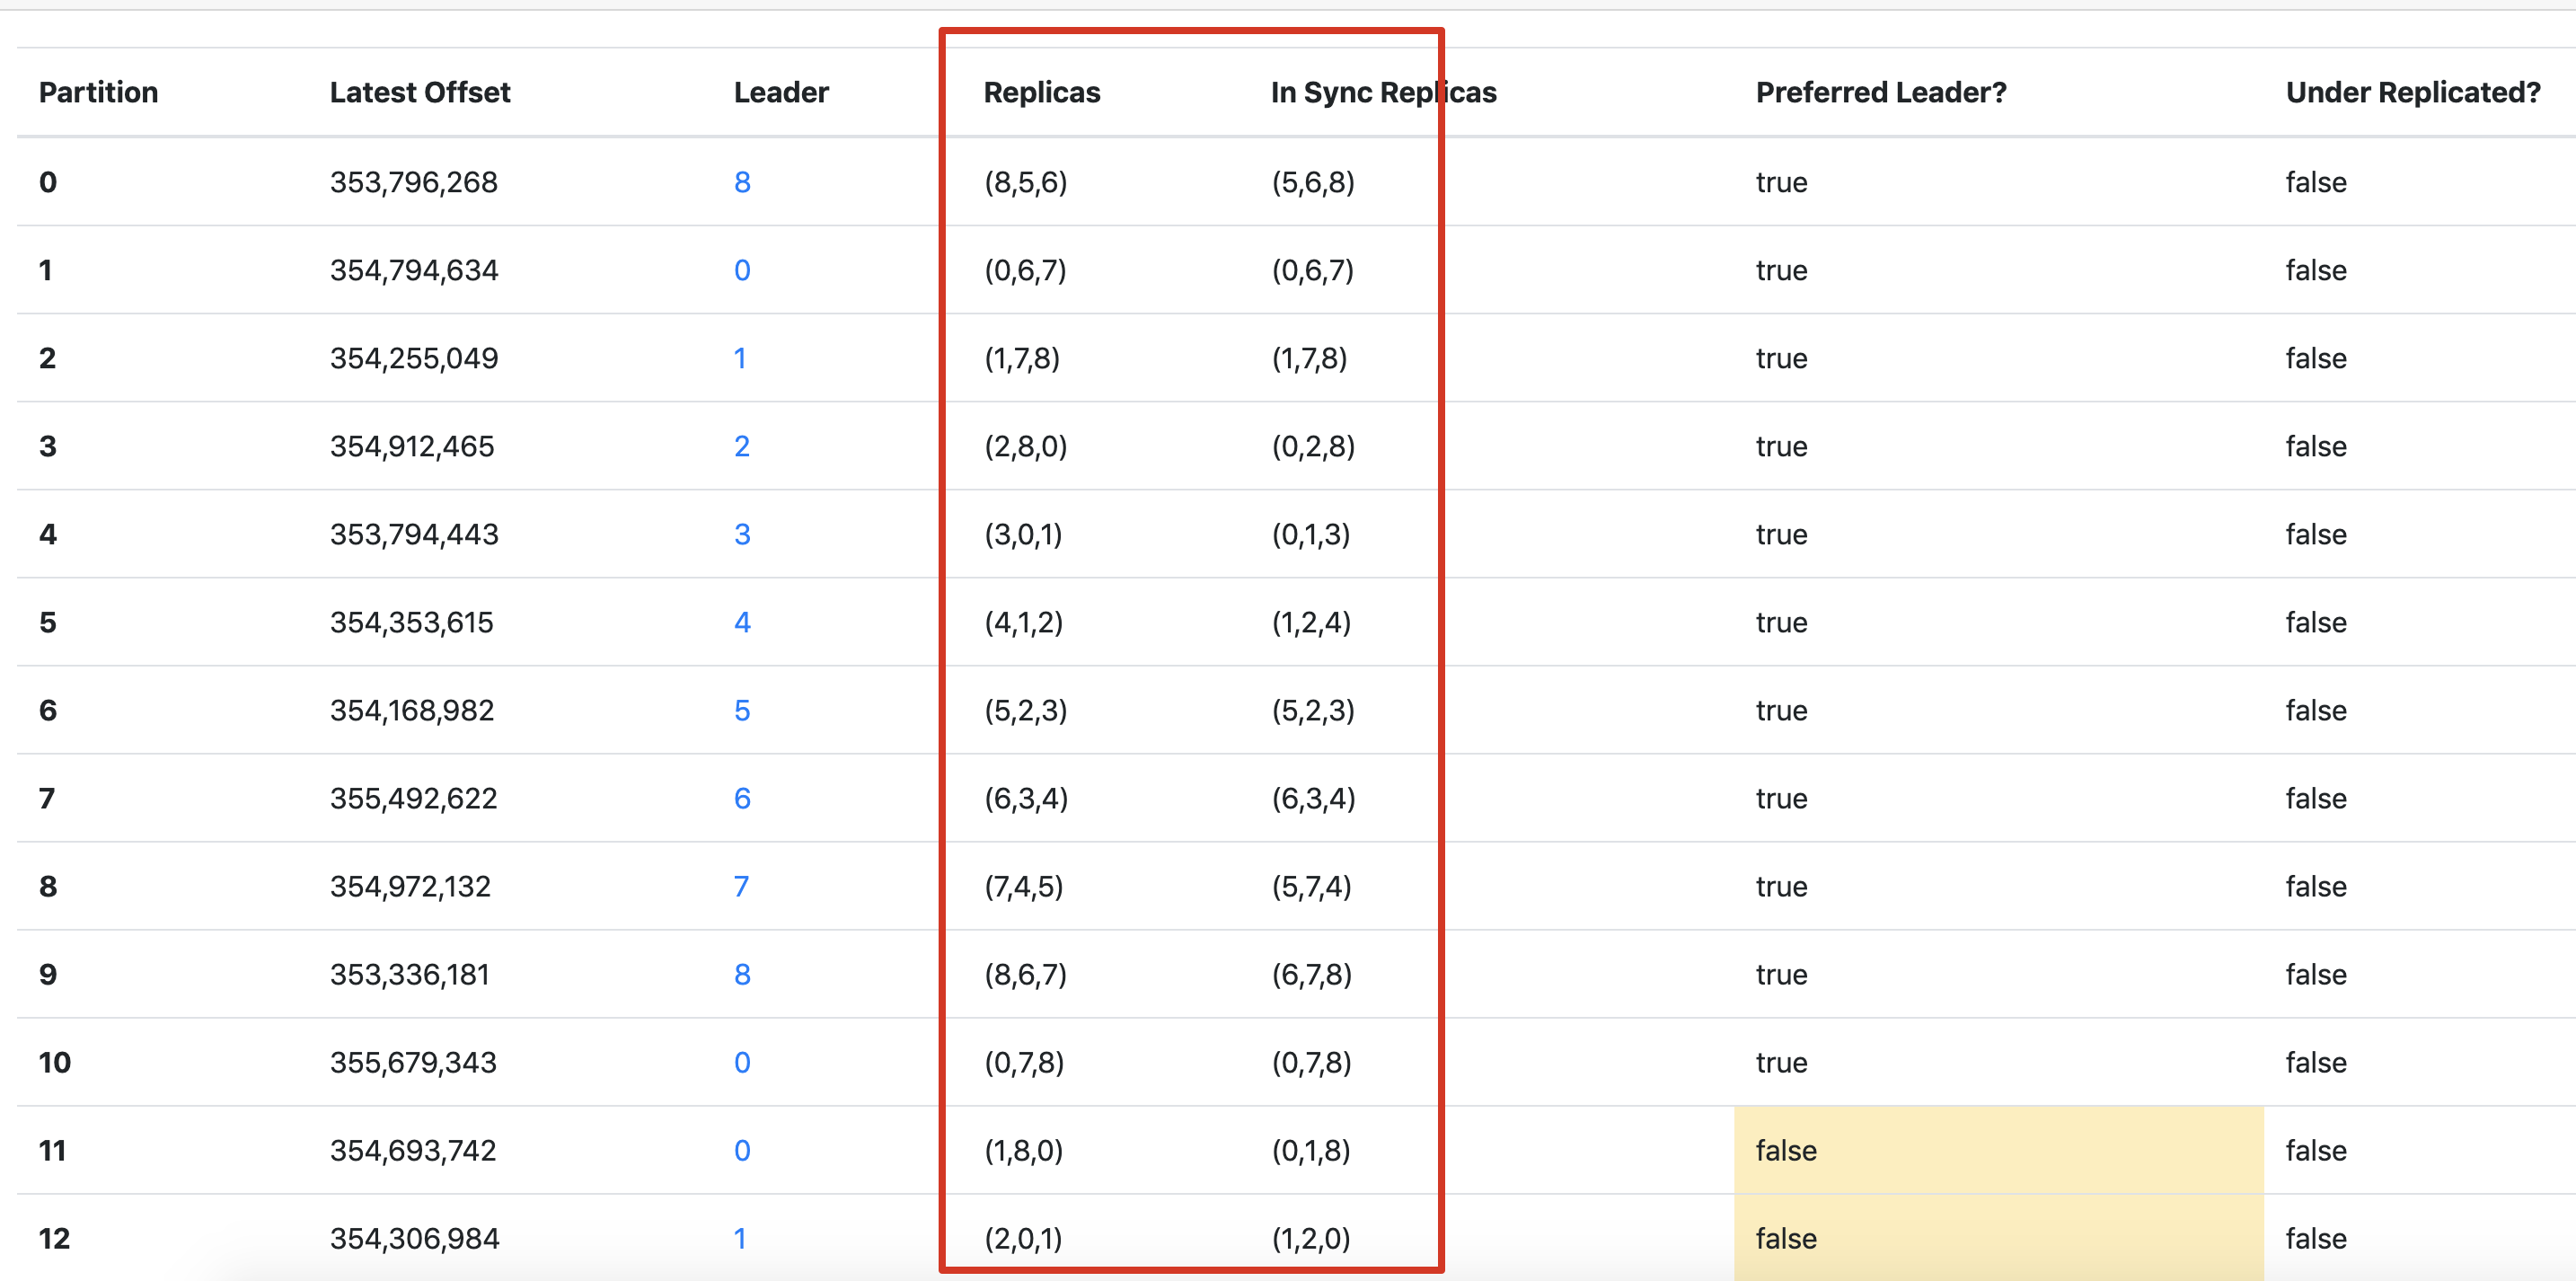 Partition Latest Offset Leader Replicas In Sync Replicas Preferred Leader? Under Replicated?
0 353,796,268 8 (8,5,6) (5,6,8) true false
1 354,794,634 0 (0,6,7) (0,6,7) true false
2 354,255,049 1 (1,7,8) (1,7,8) true false
3 354,912,465 2 (2,8,0) (0,2,8) true false
4 353,794,443 3 (3,0,1) (0,1,3) true false
5 354,353,615 4 (4,1,2) (1,2,4) true false
6 354,168,982 5 (5,2,3) (5,2,3) true false
7 355,492,622 6 (6,3,4) (6,3,4) true false
8 354,972,132 7 (7,4,5) (5,7,4) true false
9 353,336,181 8 (8,6,7) (6,7,8) true false
10 355,679,343 0 (0,7,8) (0,7,8) true false
11 354,693,742 0 (1,8,0) (0,1,8) false false
12 354,306,984 1 (2,0,1) (1,2,0) false false